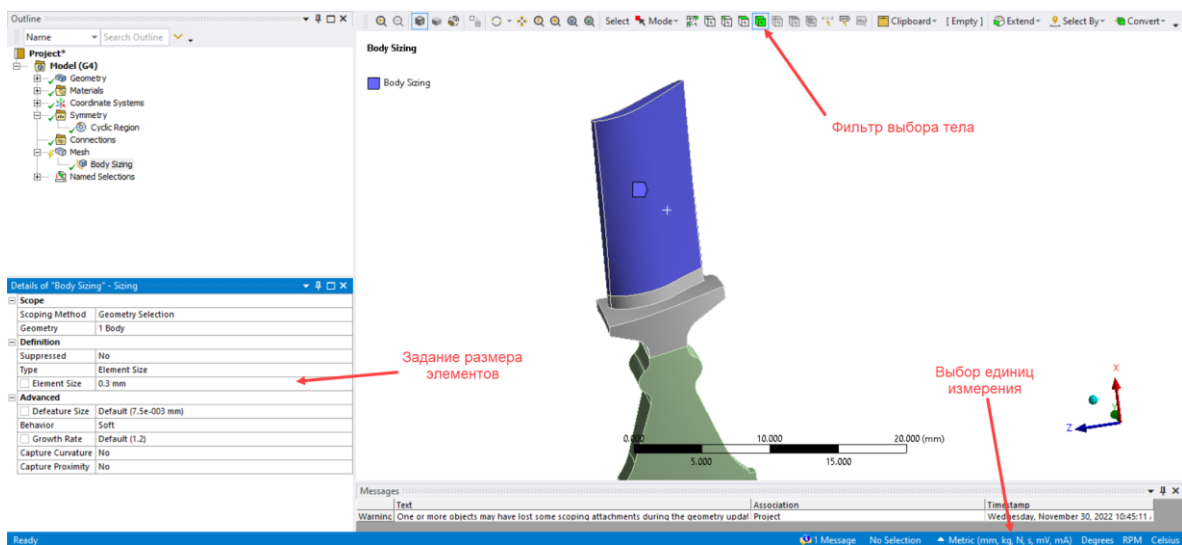 Outline
Name
Search Outline
Project*
Model (G4)
Geometry
Materials
Coordinate Systems
Symmetry
Cyclic Region
Connections
Mesh
Body Sizing
Named Selections
Select
Mode
Clipboard
[ Empty ]
Extend
Select By
Convert
Body Sizing
Body Sizing
Фильтр выбора тела
Details of "Body Sizing" - Sizing
Scope
Scoping Method Geometry Selection
Geometry 1 Body
Definition
Suppressed No
Type Element Size
Element Size 0.3 mm
Advanced
Defeature Size Default (7.5e-003 mm)
Behavior Soft
Growth Rate Default (1.2)
Capture Curvature No
Capture Proximity No
Задание размера
элементов
Выбор единиц
измерения
X
Y
Z
0.000 10.000 20.000 (mm)
5.000 15.000
Messages
Text Association Timestamp
Warninc One or more objects may have lost some scoping attachments during the geometry updat Project Wednesday, November 30, 2022 10:45:11
Ready 1 Message No Selection Metric (mm, kg, N, s, mV, mA) Degrees RPM Celsius